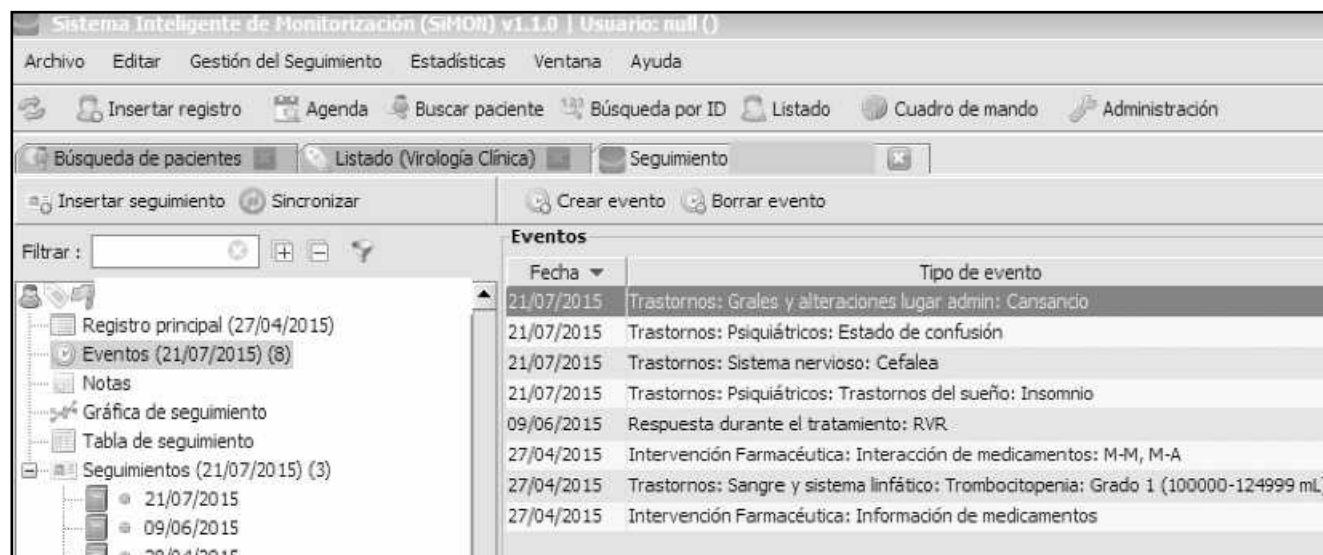 Sistema Inteligente de Monitorización (SiMON) v1.1.0 | Usuario: null ()
Archivo Editar Gestión del Seguimiento Estadísticas Ventana Ayuda
Insertar registro Agenda Buscar paciente Búsqueda por ID Listado Cuadro de mando Administración
Búsqueda de pacientes Listado (Virología Clínica) Seguimiento
Insertar seguimiento Sincronizar
Filtrar :
Registro principal (27/04/2015)
Eventos (21/07/2015) (8)
Notas
Gráfica de seguimiento
Tabla de seguimiento
Seguimientos (21/07/2015) (3)
21/07/2015
09/06/2015
28/04/2015
Crear evento Borrar evento
Eventos
Fecha Tipo de evento
21/07/2015 Trastornos: Grales y alteraciones lugar admin: Cansancio
21/07/2015 Trastornos: Psiquiátricos: Estado de confusión
21/07/2015 Trastornos: Sistema nervioso: Cefalea
21/07/2015 Trastornos: Psiquiátricos: Trastornos del sueño: Insomnio
09/06/2015 Respuesta durante el tratamiento: RVR
27/04/2015 Intervención Farmacéutica: Interacción de medicamentos: M-M, M-A
27/04/2015 Trastornos: Sangre y sistema linfático: Trombocitopenia: Grado 1 (100000-124999 mL)
27/04/2015 Intervención Farmacéutica: Información de medicamentos